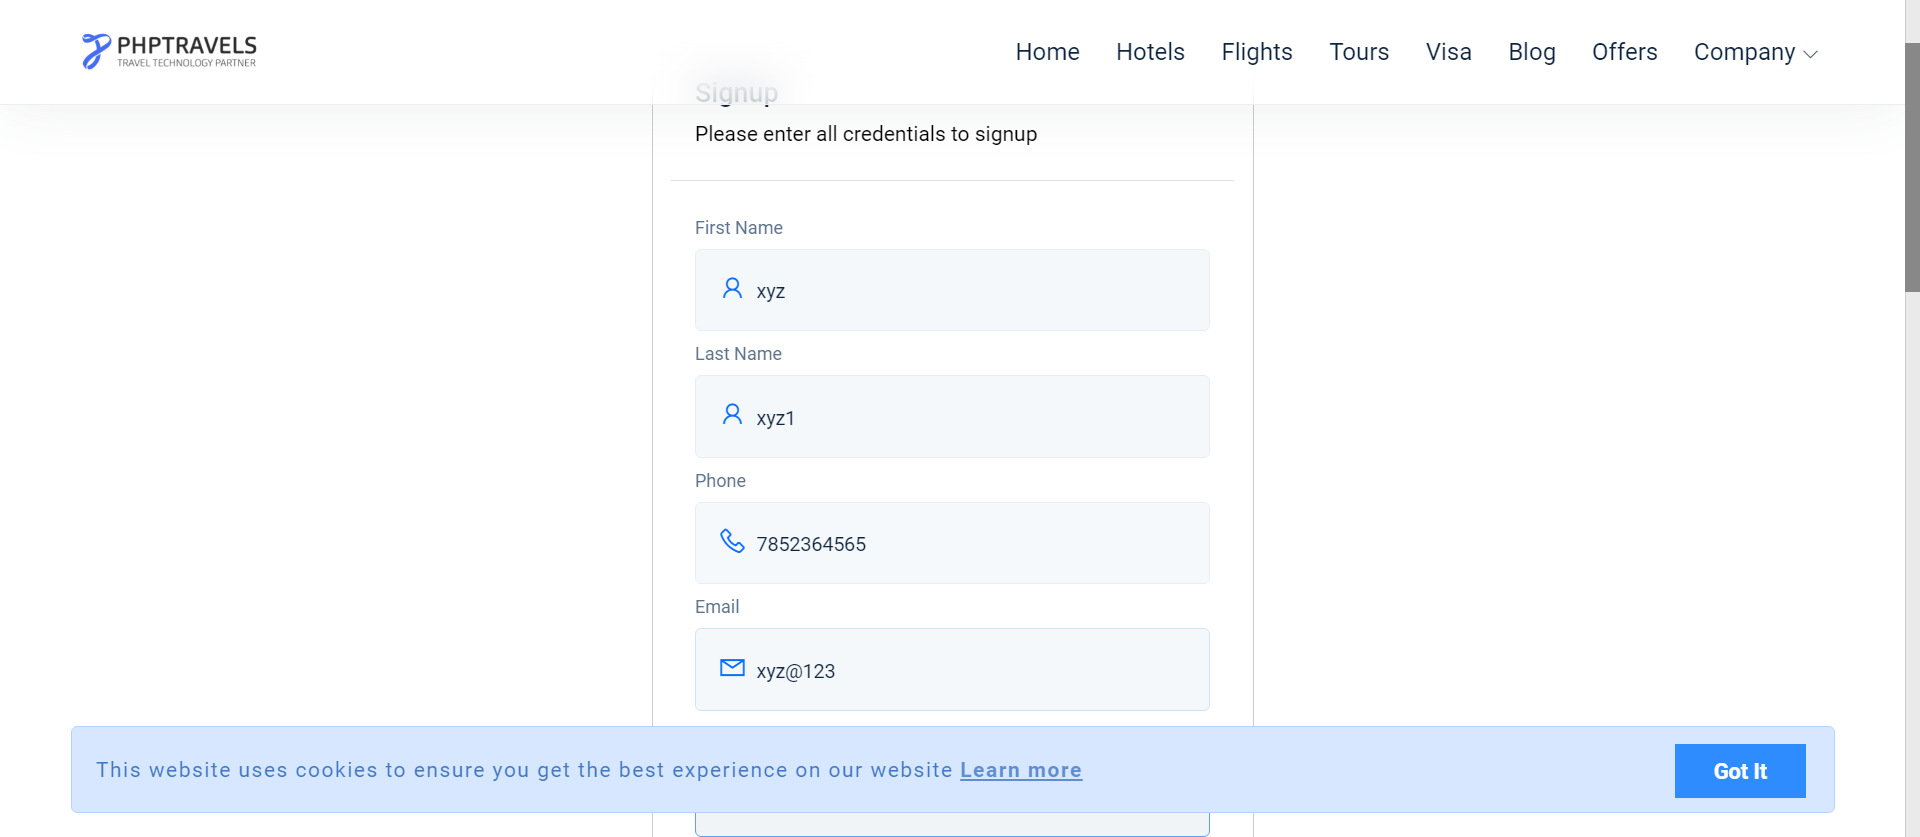 PHPTRAVELS
TRAVEL TECHNOLOGY PARTNER
Home Hotels Flights Tours Visa Blog Offers Company
Signup
Please enter all credentials to signup
First Name
xyz
Last Name
xyz1
Phone
7852364565
Email
xyz@123
This website uses cookies to ensure you get the best experience on our website Learn more
Got It